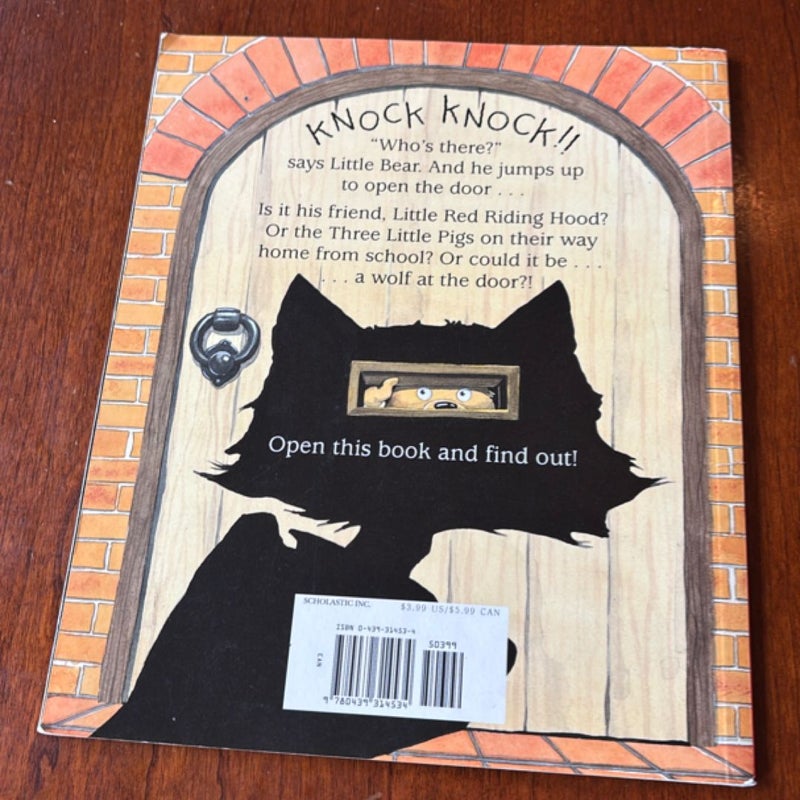 KNOCK KNOCK!!
"Who's there?"
says Little Bear. And he jumps up
to open the door . . .
Is it his friend, Little Red Riding Hood?
Or the Three Little Pigs on their way
home from school? Or could it be . . .
. . . a wolf at the door?!
Open this book and find out!
SCHOLASTIC INC. $3.99 US/$5.99 CAN
ISBN 0-439-31453-4
50399
CAN
9 780439 314534